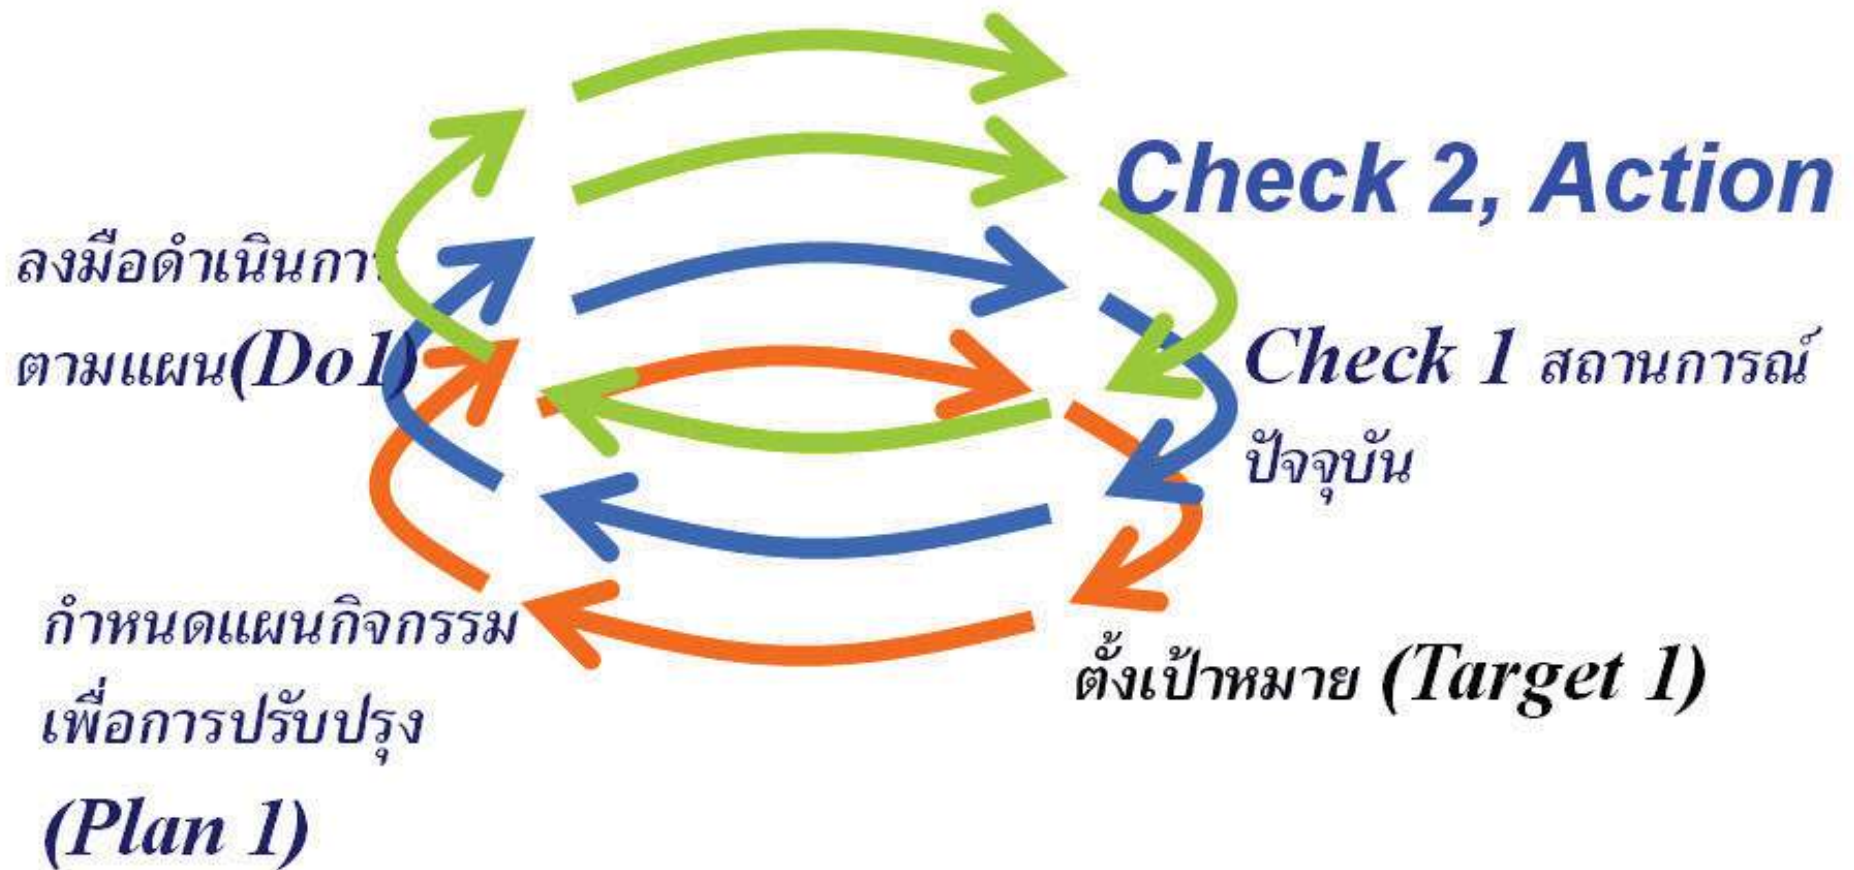 Check 2, Action
ลงมือดำเนินการ
ตามแผน(Do1)
Check 1 สถานการณ์
ปัจจุบัน
กำหนดแผนกิจกรรม
เพื่อการปรับปรุง
(Plan 1)
ตั้งเป้าหมาย (Target 1)